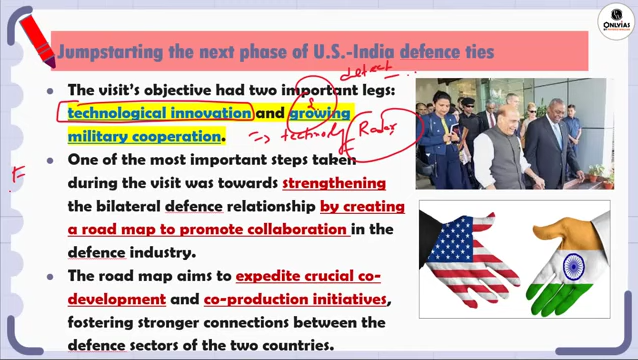 ONLYIAS
Jumpstarting the next phase of U.S.-India defence ties
detect
The visit's objective had two important legs:
technological innovation and growing
military cooperation.
2
=> technoly
Radar
One of the most important steps taken
during the visit was towards strengthening
the bilateral defence relationship by creating
a road map to promote collaboration in the
defence industry.
The road map aims to expedite crucial co-
development and co-production initiatives,
fostering stronger connections between the
defence sectors of the two countries.